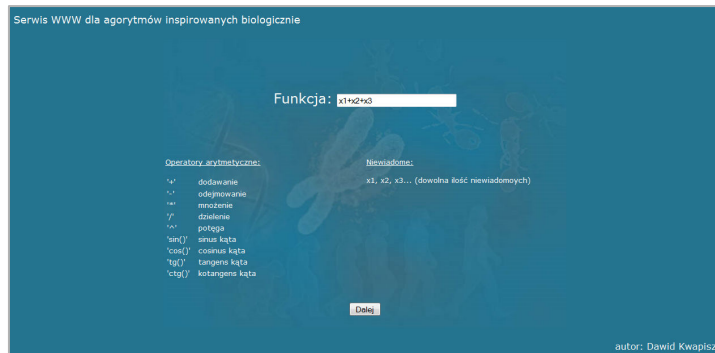 Serwis WWW dla agorytmów inspirowanych biologicznie
Funkcja: x1+x2+x3
Operatory arytmetyczne:
'+' dodawanie
'-' odejmowanie
'*' mnożenie
'/' dzielenie
'^' potęga
'sin()' sinus kąta
'cos()' cosinus kąta
'tg()' tangens kąta
'ctg()' kotangens kąta
Niewiadome:
x1, x2, x3... (dowolna ilość niewiadomoych)
Dalej
autor: Dawid Kwapisz